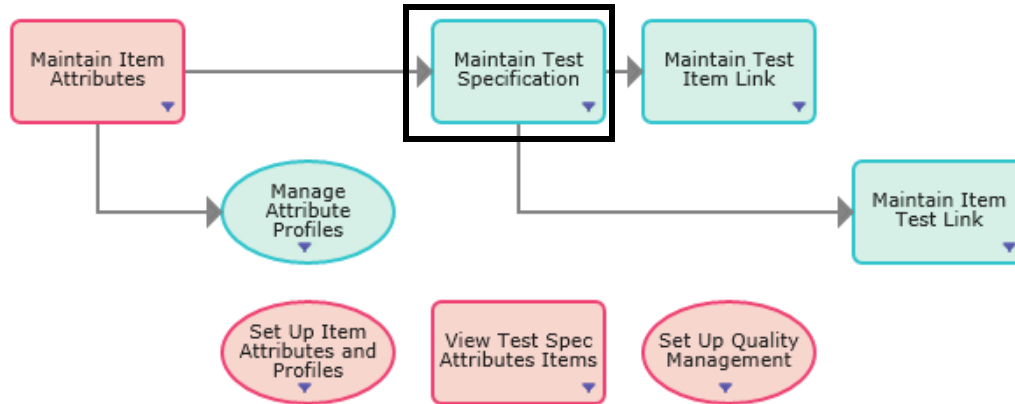 Maintain Item
Attributes
Maintain Test
Specification
Maintain Test
Item Link
Manage
Attribute
Profiles
Maintain Item
Test Link
Set Up Item
Attributes and
Profiles
View Test Spec
Attributes Items
Set Up Quality
Management